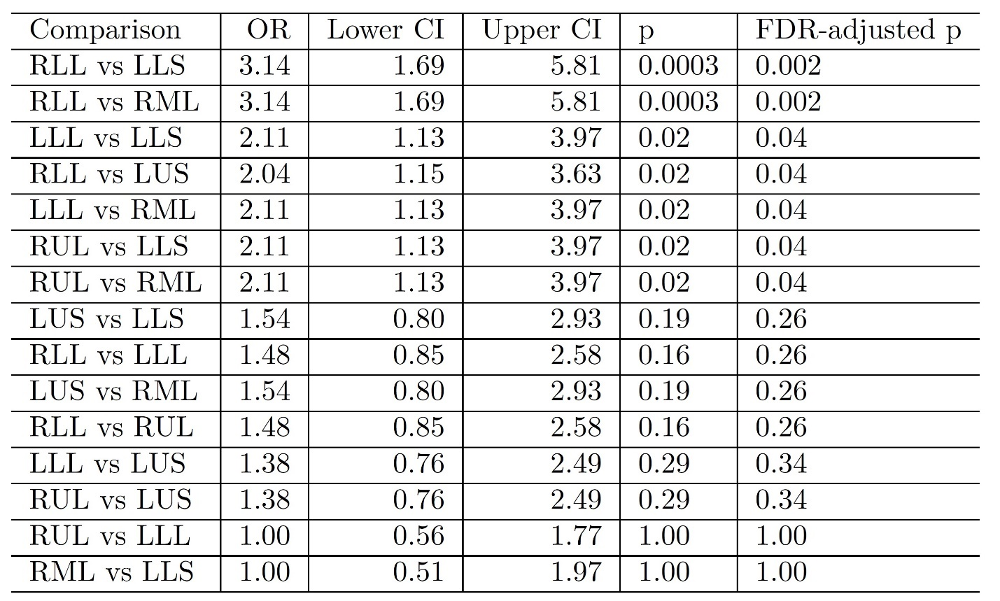 Comparison OR Lower CI Upper CI p FDR-adjusted p
RLL vs LLS 3.14 1.69 5.81 0.0003 0.002
RLL vs RML 3.14 1.69 5.81 0.0003 0.002
LLL vs LLS 2.11 1.13 3.97 0.02 0.04
RLL vs LUS 2.04 1.15 3.63 0.02 0.04
LLL vs RML 2.11 1.13 3.97 0.02 0.04
RUL vs LLS 2.11 1.13 3.97 0.02 0.04
RUL vs RML 2.11 1.13 3.97 0.02 0.04
LUS vs LLS 1.54 0.80 2.93 0.19 0.26
RLL vs LLL 1.48 0.85 2.58 0.16 0.26
LUS vs RML 1.54 0.80 2.93 0.19 0.26
RLL vs RUL 1.48 0.85 2.58 0.16 0.26
LLL vs LUS 1.38 0.76 2.49 0.29 0.34
RUL vs LUS 1.38 0.76 2.49 0.29 0.34
RUL vs LLL 1.00 0.56 1.77 1.00 1.00
RML vs LLS 1.00 0.51 1.97 1.00 1.00